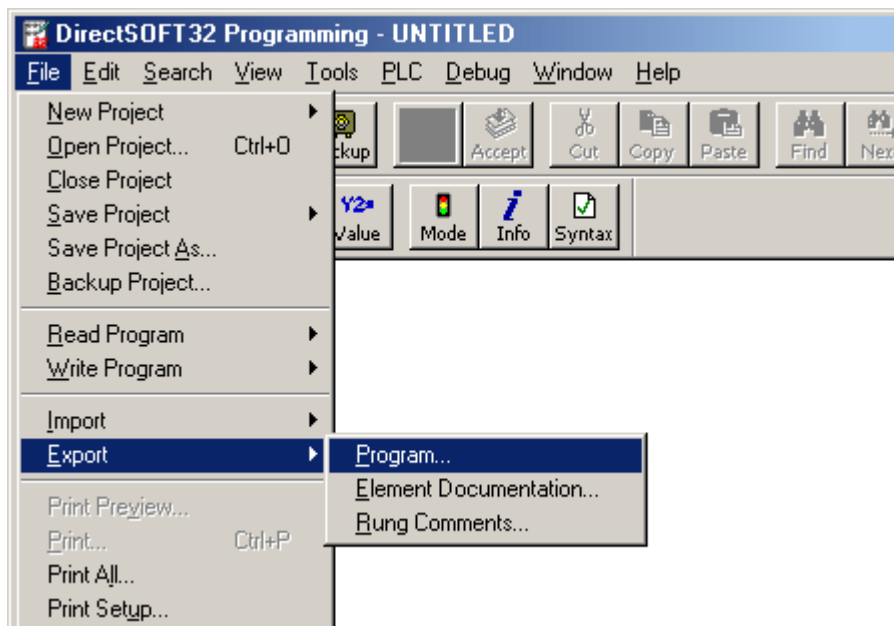 DirectSOFT32 Programming - UNTITLED
File Edit Search View Tools PLC Debug Window Help
New Project
Open Project... Ctrl+O
Close Project
Save Project
Save Project As...
Backup Project...
Read Program
Write Program
Import
Export
Print Preview...
Print... Ctrl+P
Print All...
Print Setup...
Program...
Element Documentation...
Rung Comments...
ckup Accept Cut Copy Paste Find Nex
Y2=
Value Mode Info Syntax